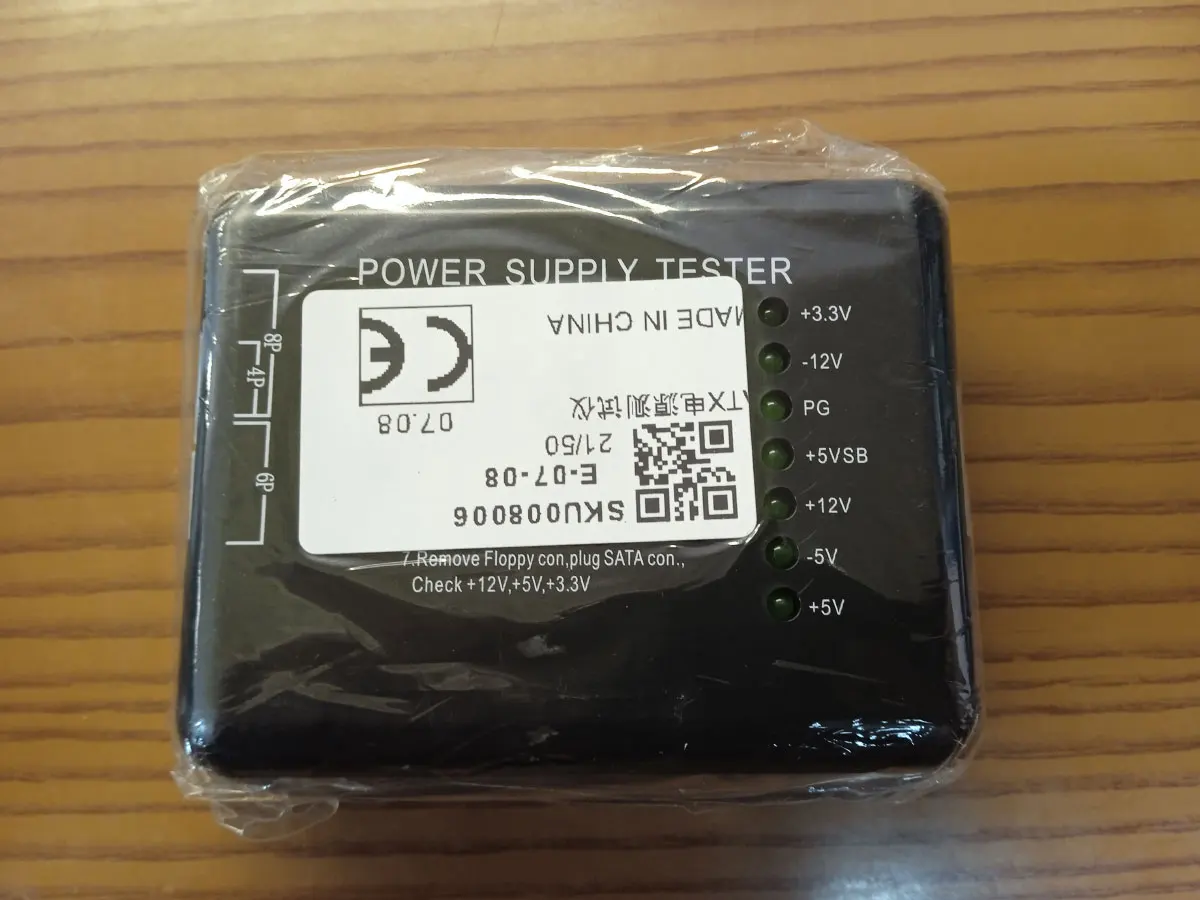 POWER SUPPLY TESTER
8P
4P
6P
+3.3V
-12V
PG
+5VSB
+12V
-5V
+5V
7.Remove Floppy con,plug SATA con.,
Check +12V,+5V,+3.3V
SKU008006
E-07-08
21/50
ATX电源测试仪
07.08
CE
MADE IN CHINA